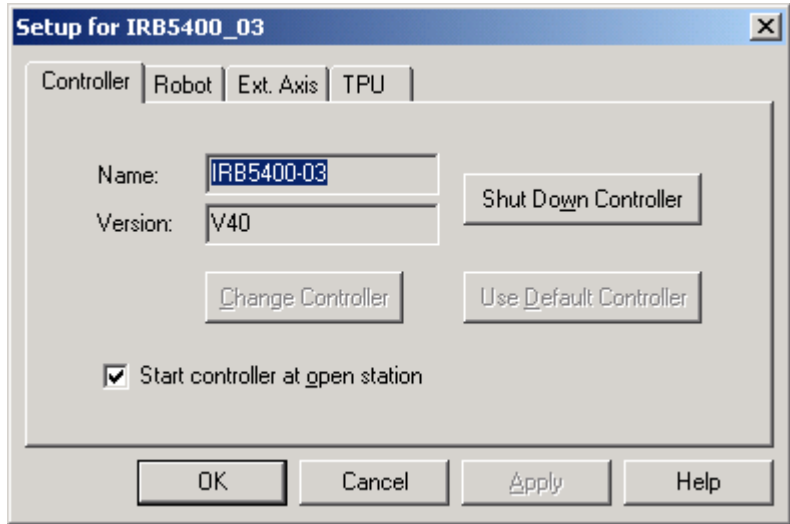 Setup for IRB5400_03
Controller Robot Ext. Axis TPU
Name: IRB5400-03
Shut Down Controller
Version: V40
Change Controller Use Default Controller
Start controller at open station
OK Cancel Apply Help